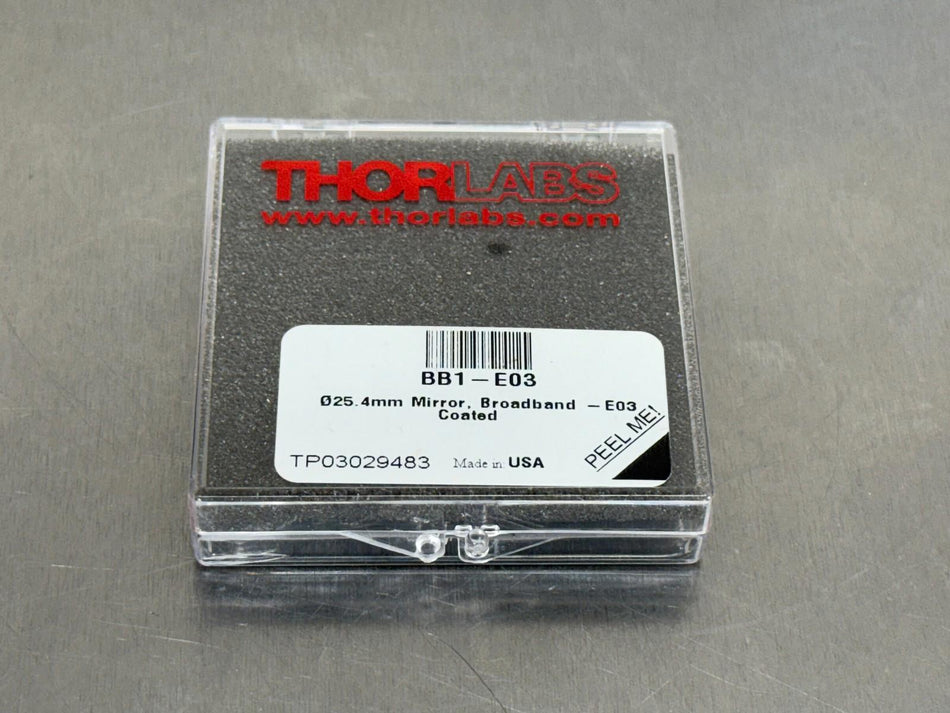 THORLABS
www.thorlabs.com
BB1-E03
Ø25.4mm Mirror, Broadband -E03
Coated
PEEL ME!
TP03029483 Made in USA